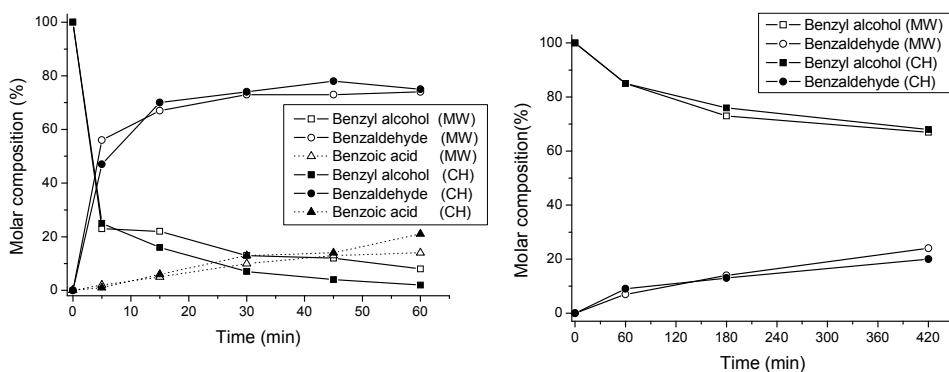 100
80
60
40
20
0
Molar composition (%)
0 10 20 30 40 50 60
Time (min)
Benzyl alcohol (MW)
Benzaldehyde (MW)
Benzoic acid (MW)
Benzyl alcohol (CH)
Benzaldehyde (CH)
Benzoic acid (CH)
Benzyl alcohol (MW)
Benzaldehyde (MW)
Benzyl alcohol (CH)
Benzaldehyde (CH)
100
80
60
40
20
0
Molar composition(%)
0 60 120 180 240 300 360 420
Time (min)